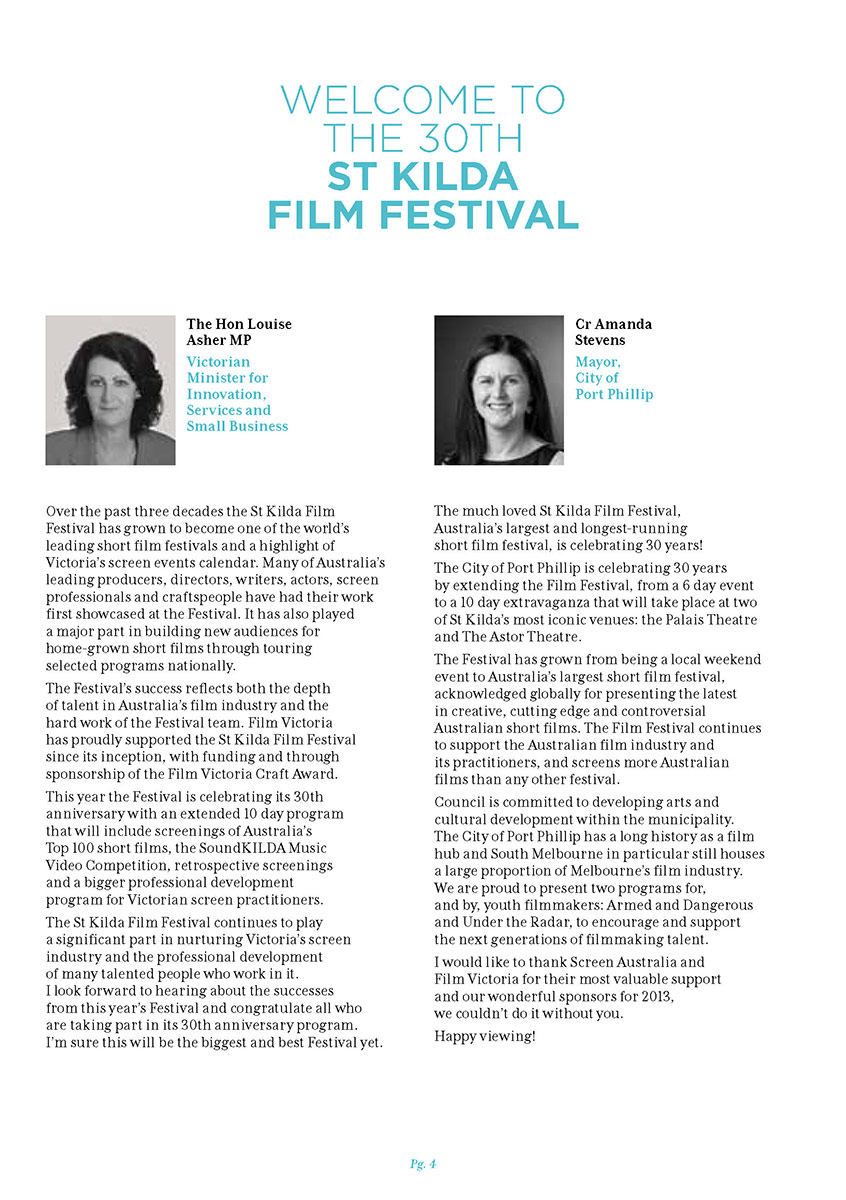 WELCOME TO
THE 30TH
ST KILDA
FILM FESTIVAL
The Hon Louise
Asher MP
Victorian
Minister for
Innovation,
Services and
Small Business
Over the past three decades the St Kilda Film
Festival has grown to become one of the world’s
leading short film festivals and a highlight of
Victoria’s screen events calendar. Many of Australia’s
leading producers, directors, writers, actors, screen
professionals and craftspeople have had their work
first showcased at the Festival. It has also played
a major part in building new audiences for
home-grown short films through touring
selected programs nationally.
The Festival’s success reflects both the depth
of talent in Australia’s film industry and the
hard work of the Festival team. Film Victoria
has proudly supported the St Kilda Film Festival
since its inception, with funding and through
sponsorship of the Film Victoria Craft Award.
This year the Festival is celebrating its 30th
anniversary with an extended 10 day program
that will include screenings of Australia’s
Top 100 short films, the SoundKILDA Music
Video Competition, retrospective screenings
and a bigger professional development
program for Victorian screen practitioners.
The St Kilda Film Festival continues to play
a significant part in nurturing Victoria’s screen
industry and the professional development
of many talented people who work in it.
I look forward to hearing about the successes
from this year’s Festival and congratulate all who
are taking part in its 30th anniversary program.
I’m sure this will be the biggest and best Festival yet.
Cr Amanda
Stevens
Mayor,
City of
Port Phillip
The much loved St Kilda Film Festival,
Australia’s largest and longest-running
short film festival, is celebrating 30 years!
The City of Port Phillip is celebrating 30 years
by extending the Film Festival, from a 6 day event
to a 10 day extravaganza that will take place at two
of St Kilda’s most iconic venues: the Palais Theatre
and The Astor Theatre.
The Festival has grown from being a local weekend
event to Australia’s largest short film festival,
acknowledged globally for presenting the latest
in creative, cutting edge and controversial
Australian short films. The Film Festival continues
to support the Australian film industry and
its practitioners, and screens more Australian
films than any other festival.
Council is committed to developing arts and
cultural development within the municipality.
The City of Port Phillip has a long history as a film
hub and South Melbourne in particular still houses
a large proportion of Melbourne’s film industry.
We are proud to present two programs for,
and by, youth filmmakers: Armed and Dangerous
and Under the Radar, to encourage and support
the next generations of filmmaking talent.
I would like to thank Screen Australia and
Film Victoria for their most valuable support
and our wonderful sponsors for 2013,
we couldn’t do it without you.
Happy viewing!
Pg. 4